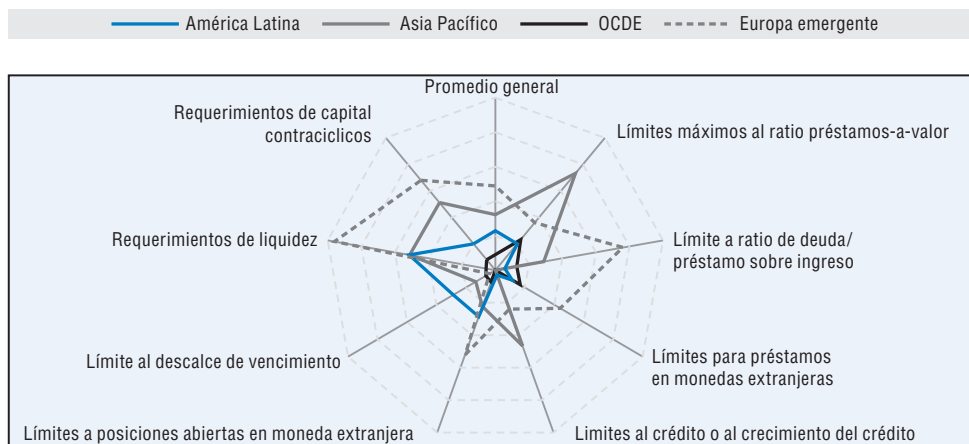 América Latina
Asia Pacífico
OCDE
Europa emergente
Promedio general
Requerimientos de capital
contraciclicos
Límites máximos al ratio préstamos-a-valor
Requerimientos de liquidez
Límite a ratio de deuda/
préstamo sobre ingreso
Límite al descalce de vencimiento
Límites para préstamos
en monedas extranjeras
Límites a posiciones abiertas en moneda extranjera
Limites al crédito o al crecimiento del crédito